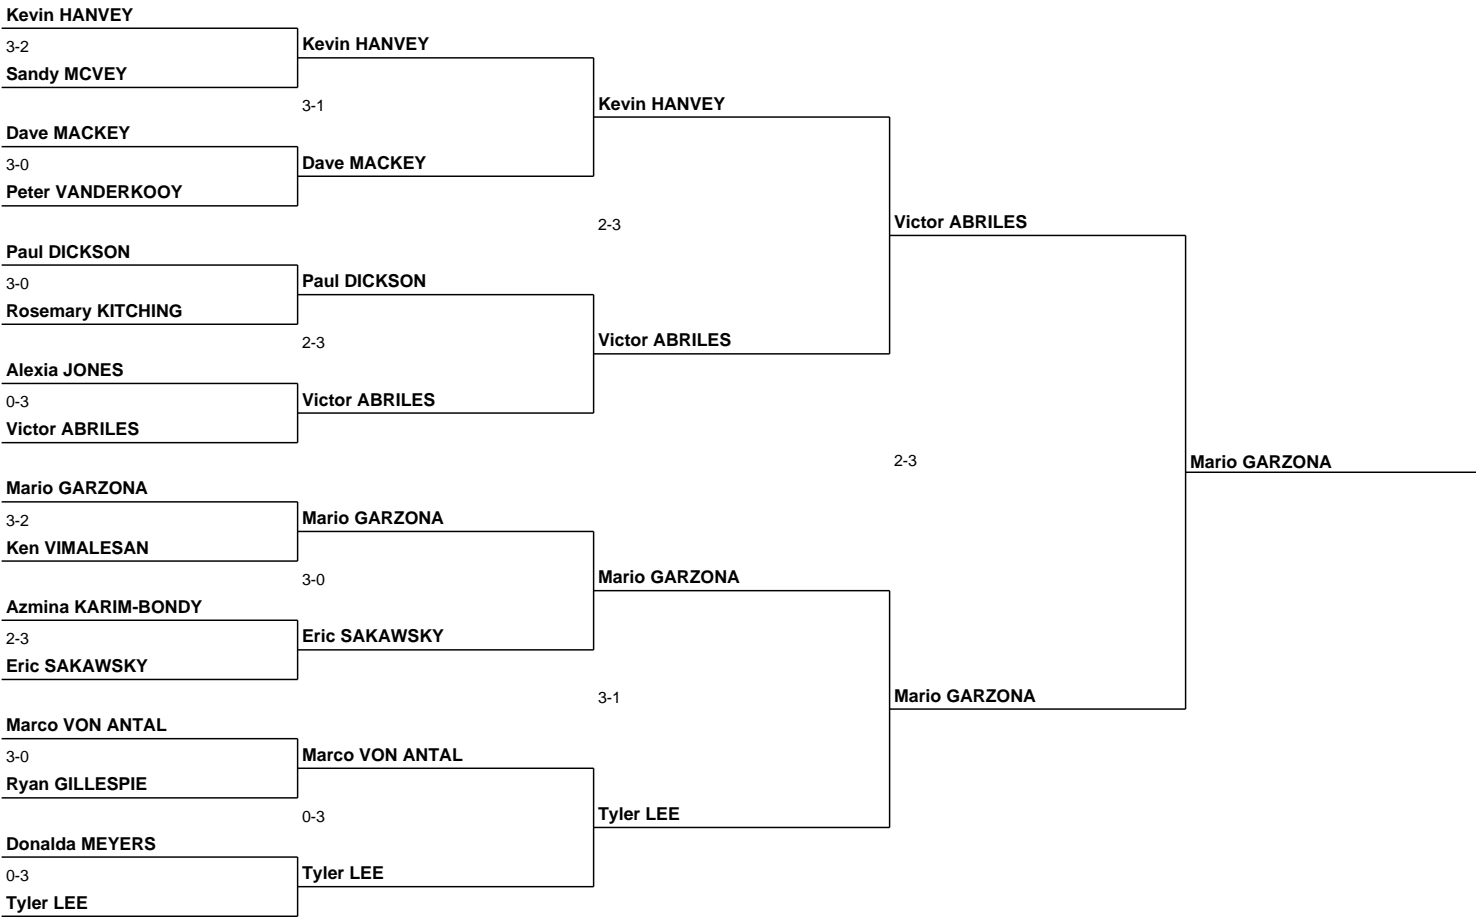 Kevin HANVEY
3-2
Sandy MCVEY
Dave MACKEY
3-0
Peter VANDERKOOY
Paul DICKSON
3-0
Rosemary KITCHING
Alexia JONES
0-3
Victor ABRILES
Mario GARZONA
3-2
Ken VIMALESAN
Azmina KARIM-BONDY
2-3
Eric SAKAWSKY
Marco VON ANTAL
3-0
Ryan GILLESPIE
Donalda MEYERS
0-3
Tyler LEE
Kevin HANVEY
3-1
Dave MACKEY
Paul DICKSON
2-3
Victor ABRILES
Mario GARZONA
3-0
Eric SAKAWSKY
Marco VON ANTAL
0-3
Tyler LEE
Kevin HANVEY
2-3
Victor ABRILES
Mario GARZONA
3-1
Tyler LEE
Victor ABRILES
2-3
Mario GARZONA
Mario GARZONA